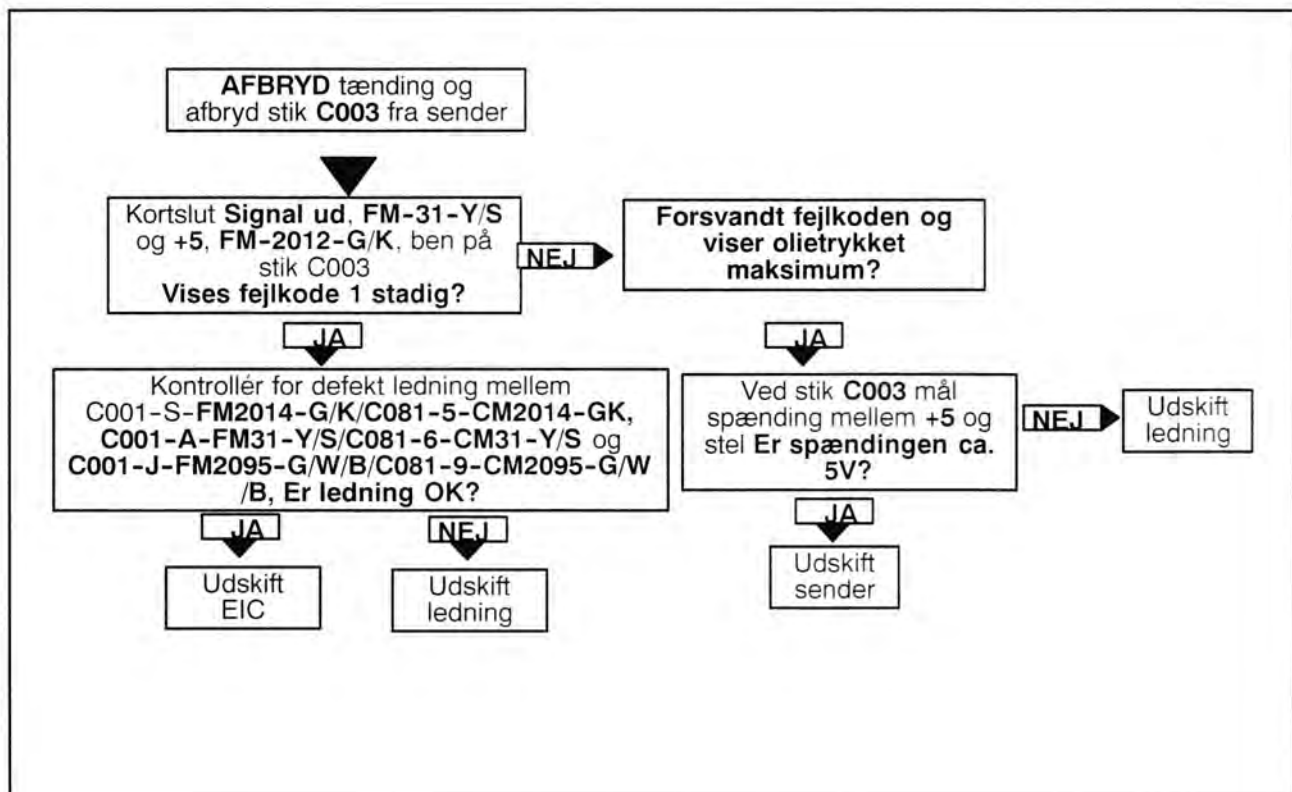 AFBRYD tænding og
afbryd stik C003 fra sender
Kortslut Signal ud, FM-31-Y/S
og +5, FM-2012-G/K, ben på
stik C003
Vises fejlkode 1 stadig?
NEJ
Forsvandt fejlkoden og
viser olietrykket
maksimum?
JA
JA
Kontrollér for defekt ledning mellem
C001-S-FM2014-G/K/C081-5-CM2014-GK,
C001-A-FM31-Y/S/C081-6-CM31-Y/S og
C001-J-FM2095-G/W/B/C081-9-CM2095-G/W
/B, Er ledning OK?
Ved stik C003 mål
spænding mellem +5 og
stel Er spændingen ca.
5V?
NEJ
Udskift
ledning
JA
NEJ
JA
Udskift
EIC
Udskift
ledning
Udskift
sender